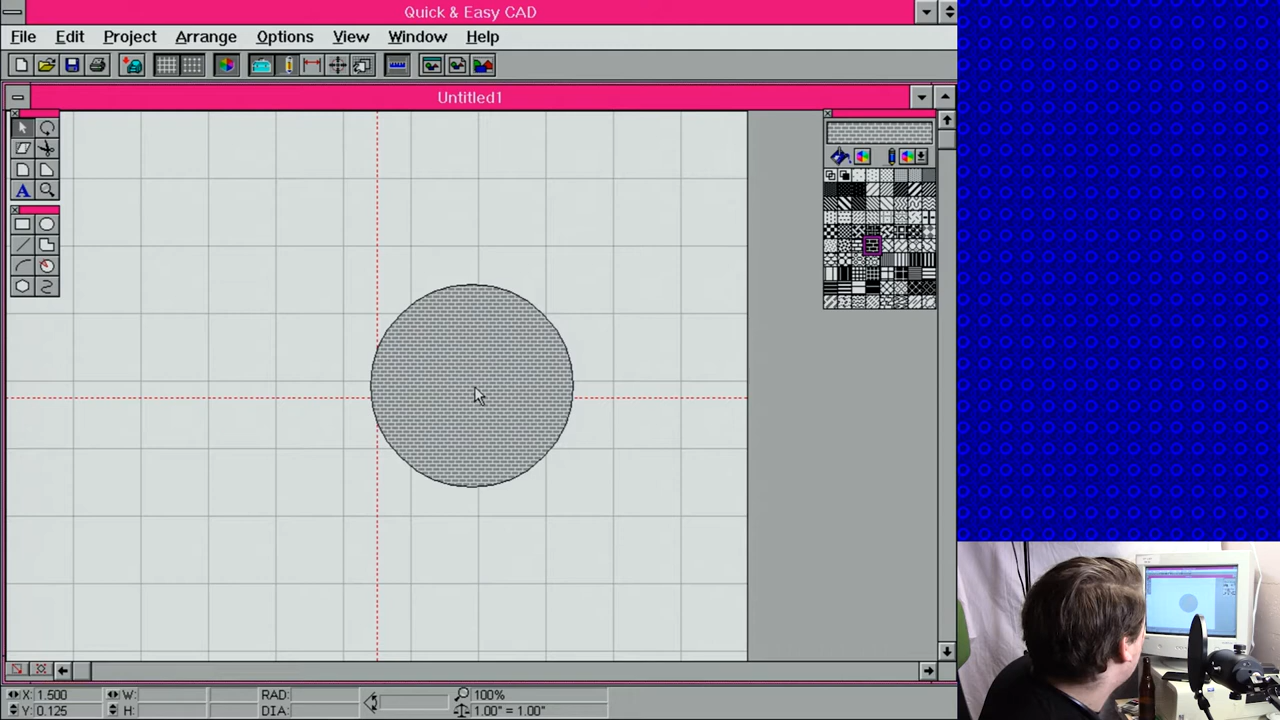 Quick & Easy CAD
File Edit Project Arrange Options View Window Help
Untitled1
A
X: 1.500 W: RAD: 100%
Y: 0.125 H: DIA: 1.00" = 1.00"